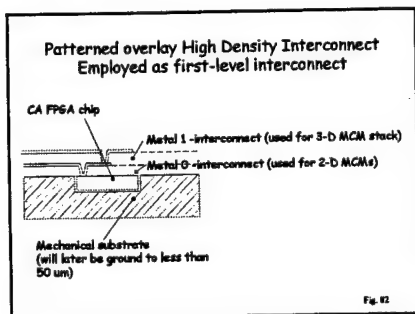 Patterned overlay High Density Interconnect
Employed as first-level interconnect
CA FPGA chip
Metal 1 -interconnect (used for 3-D MCM stack)
Metal 0 -interconnect (used for 2-D MCMs)
Mechanical substrate
(will later be ground to less than
50 um)
Fig. #2